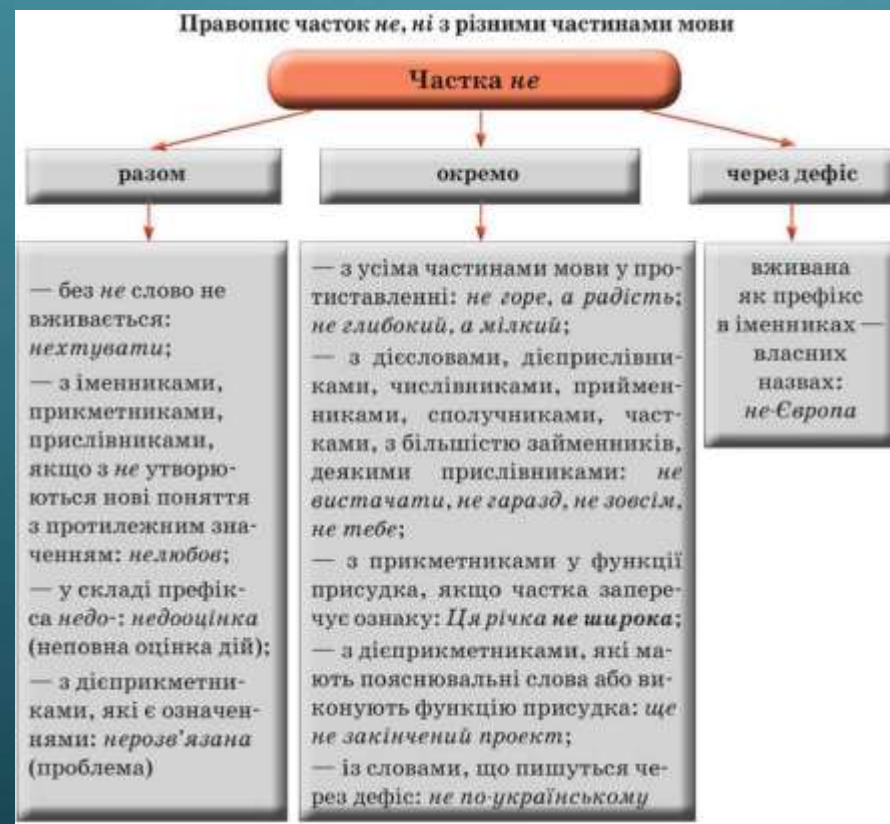 Правопис часток не, ні з різними частинами мови
Частка не
разом
окремо
через дефіс
— без не слово не
вживається:
нехтувати;
— з іменниками,
прикметниками,
прислівниками,
якщо з не утворю-
ються нові поняття
з протилежним зна-
ченням: нелюбов;
— у складі префік-
са недо-: недооцінка
(неповна оцінка дій);
— з дієприкметни-
ками, які є означен-
нями: нерозв'язана
(проблема)
— з усіма частинами мови у про-
тиставленні: не горе, а радість;
не глибокий, а мілкий;
— з дієсловами, дієприслівни-
ками, числівниками, приймен-
никами, сполучниками, част-
ками, з більшістю займенників,
деякими прислівниками: не
вистачати, не гаразд, не зовсім,
не тебе;
— з прикметниками у функції
присудка, якщо частка запере-
чує ознаку: Ця річка не широка;
— з дієприкметниками, які ма-
ють пояснювальні слова або ви-
конують функцію присудка: ще
не закінчений проект;
— із словами, що пишуться че-
рез дефіс: не по-українському
вживана
як префікс
в іменниках —
власних
назвах:
не-Європа